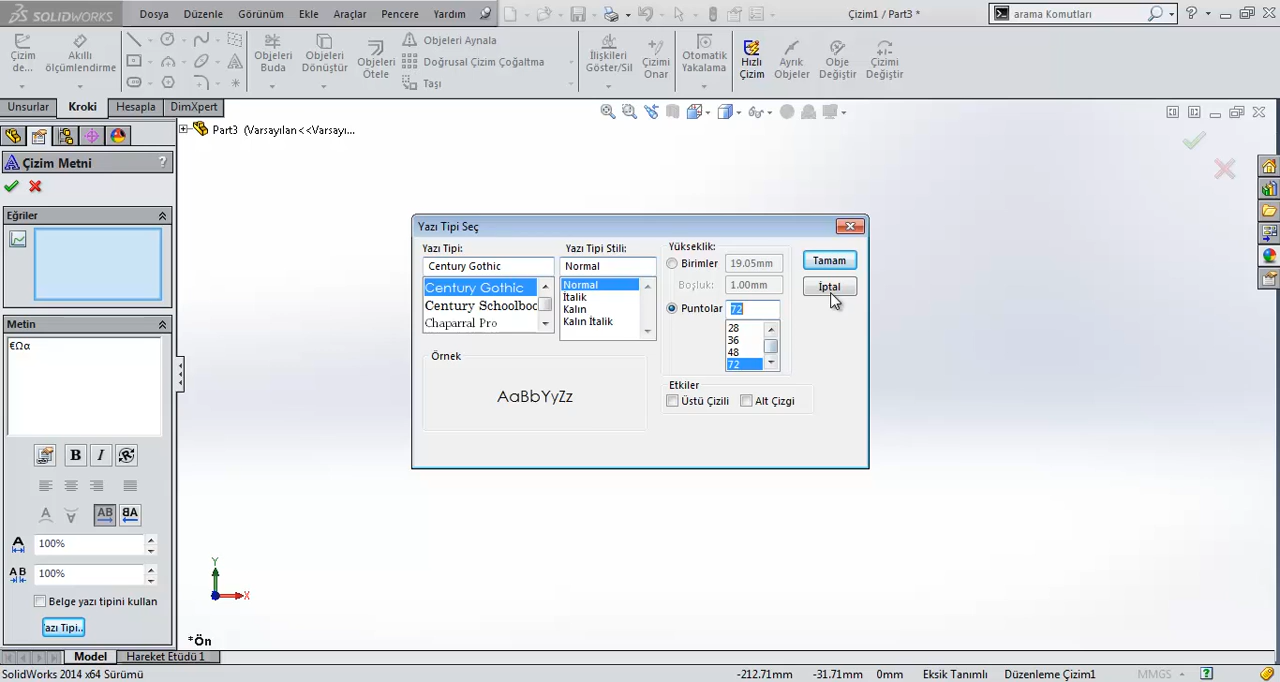 SOLIDWORKS Dosya Düzenle Görünüm Ekle Araçlar Pencere Yardım Çizim1 / Part3 * arama Komutları
Çizim de...
Akıllı ölçümlendirme
Objeleri Buda
Objeleri Dönüştür
Objeleri Ötele
Objeleri Aynala
Doğrusal Çizim Çoğaltma
Taşı
İlişkileri Göster/Sil
Çizimi Onar
Otomatik Yakalama
Hızlı Çizim
Ayrık Objeler
Obje Değiştir
Çizimi Değiştir
Unsurlar Kroki Hesapla DimXpert
Part3 (Varsayılan<<Varsayı...
Çizim Metni ?
Eğriler
Metin
€Ωα
B I
AB BA
A 100%
AB 100%
Belge yazı tipini kullan
Yazı Tipi..
Yazı Tipi Seç
Yazı Tipi:
Century Gothic
Century Gothic
Century Schoolboo
Chaparral Pro
Yazı Tipi Stili:
Normal
Normal
İtalik
Kalın
Kalın İtalik
Yükseklik:
Birimler 19.05mm
Boşluk: 1.00mm
Puntolar 72
28
36
48
72
Tamam
İptal
Örnek
AaBbYyZz
Etkiler
Üstü Çizili Alt Çizgi
Y
X
*Ön
Model Hareket Etüdü 1
SolidWorks 2014 x64 Sürümü -212.71mm -31.71mm 0mm Eksik Tanımlı Düzenleme Çizim1 MMGS ?